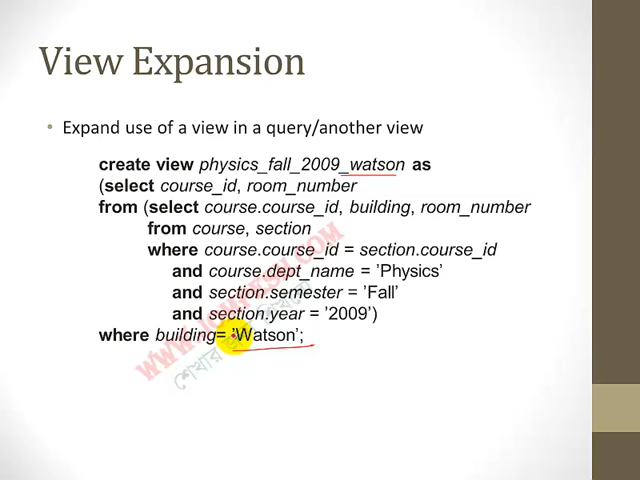 View Expansion
• Expand use of a view in a query/another view
create view physics_fall_2009_watson as
(select course_id, room_number
from (select course.course_id, building, room_number
from course, section
where course.course_id = section.course_id
and course.dept_name = ’Physics’
and section.semester = ’Fall’
and section.year = ’2009’)
where building= ’Watson’;